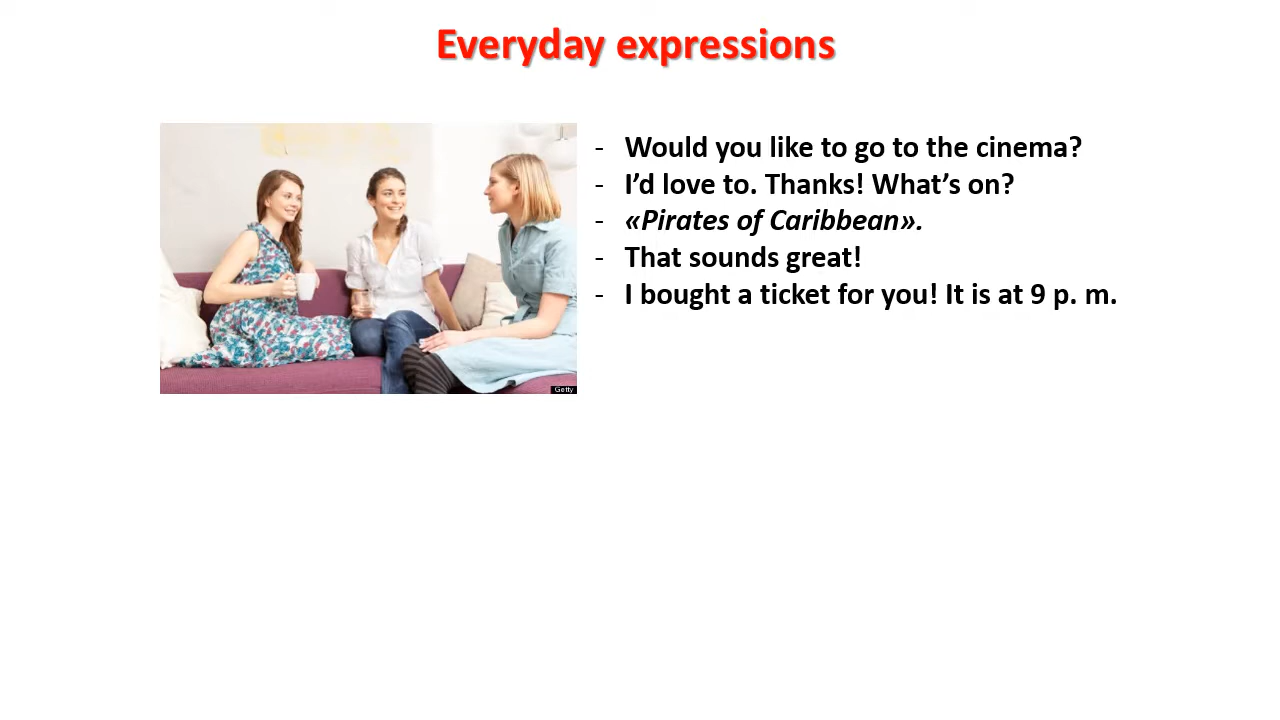 Everyday expressions
- Would you like to go to the cinema?
- I’d love to. Thanks! What’s on?
- «Pirates of Caribbean».
- That sounds great!
- I bought a ticket for you! It is at 9 p. m.
Getty